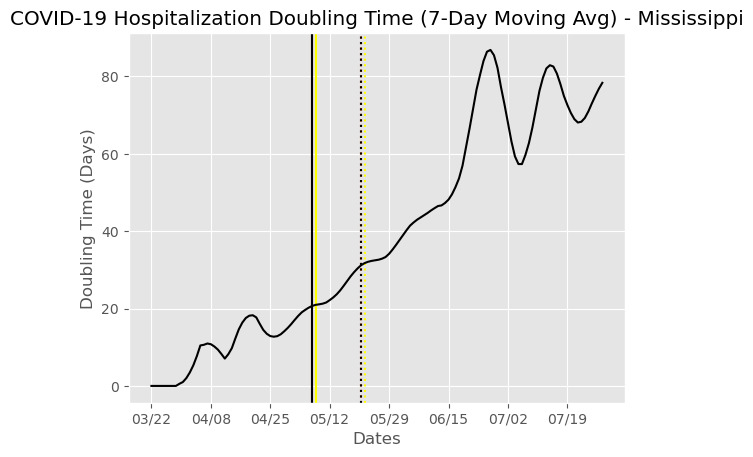 COVID-19 Hospitalization Doubling Time (7-Day Moving Avg) - Mississippi
Doubling Time (Days)
80
60
40
20
0
03/22 04/08 04/25 05/12 05/29 06/15 07/02 07/19
Dates